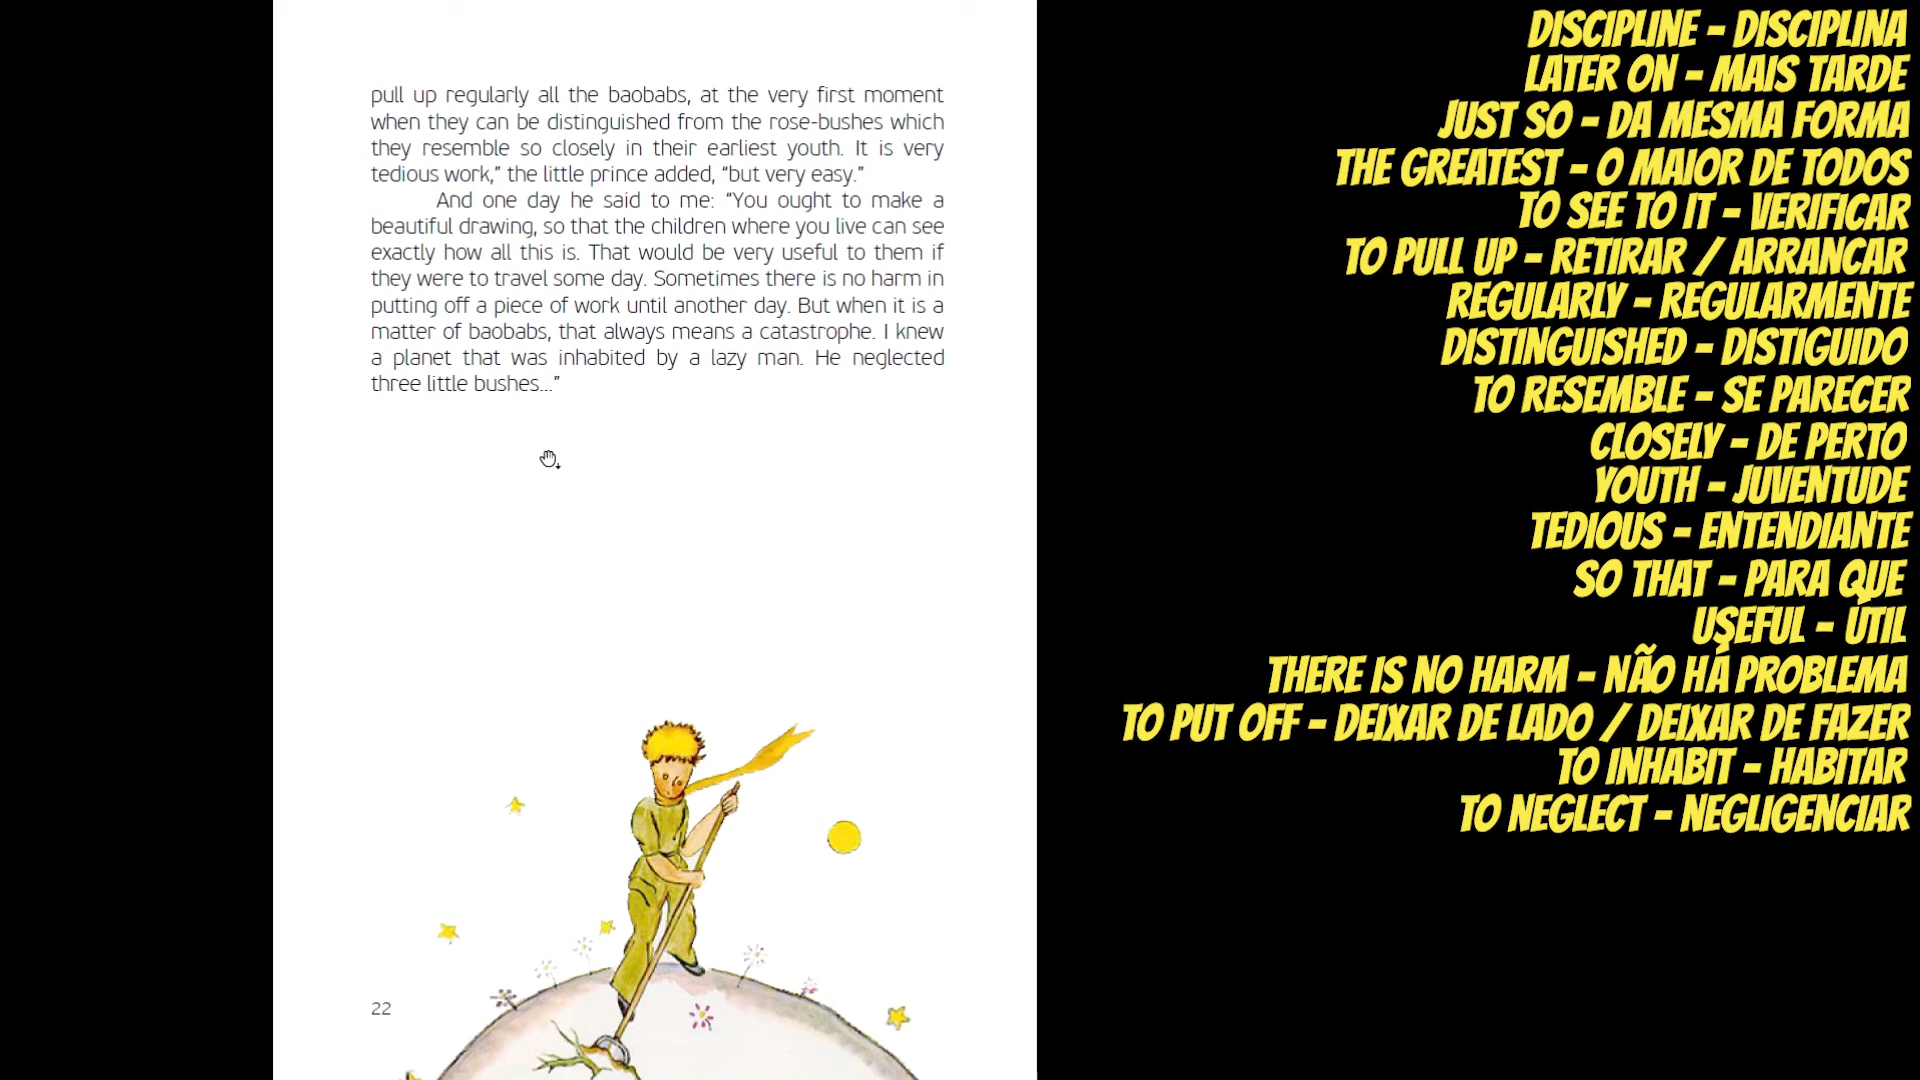 pull up regularly all the baobabs, at the very first moment
when they can be distinguished from the rose-bushes which
they resemble so closely in their earliest youth. It is very
tedious work,” the little prince added, “but very easy.”
And one day he said to me: “You ought to make a
beautiful drawing, so that the children where you live can see
exactly how all this is. That would be very useful to them if
they were to travel some day. Sometimes there is no harm in
putting off a piece of work until another day. But when it is a
matter of baobabs, that always means a catastrophe. I knew
a planet that was inhabited by a lazy man. He neglected
three little bushes...”
22
DISCIPLINE - DISCIPLINA
LATER ON - MAIS TARDE
JUST SO - DA MESMA FORMA
THE GREATEST - O MAIOR DE TODOS
TO SEE TO IT - VERIFICAR
TO PULL UP - RETIRAR / ARRANCAR
REGULARLY - REGULARMENTE
DISTINGUISHED - DISTIGUIDO
TO RESEMBLE - SE PARECER
CLOSELY - DE PERTO
YOUTH - JUVENTUDE
TEDIOUS - ENTENDIANTE
SO THAT - PARA QUE
USEFUL - ÚTIL
THERE IS NO HARM - NÃO HÁ PROBLEMA
TO PUT OFF - DEIXAR DE LADO / DEIXAR DE FAZER
TO INHABIT - HABITAR
TO NEGLECT - NEGLIGENCIAR